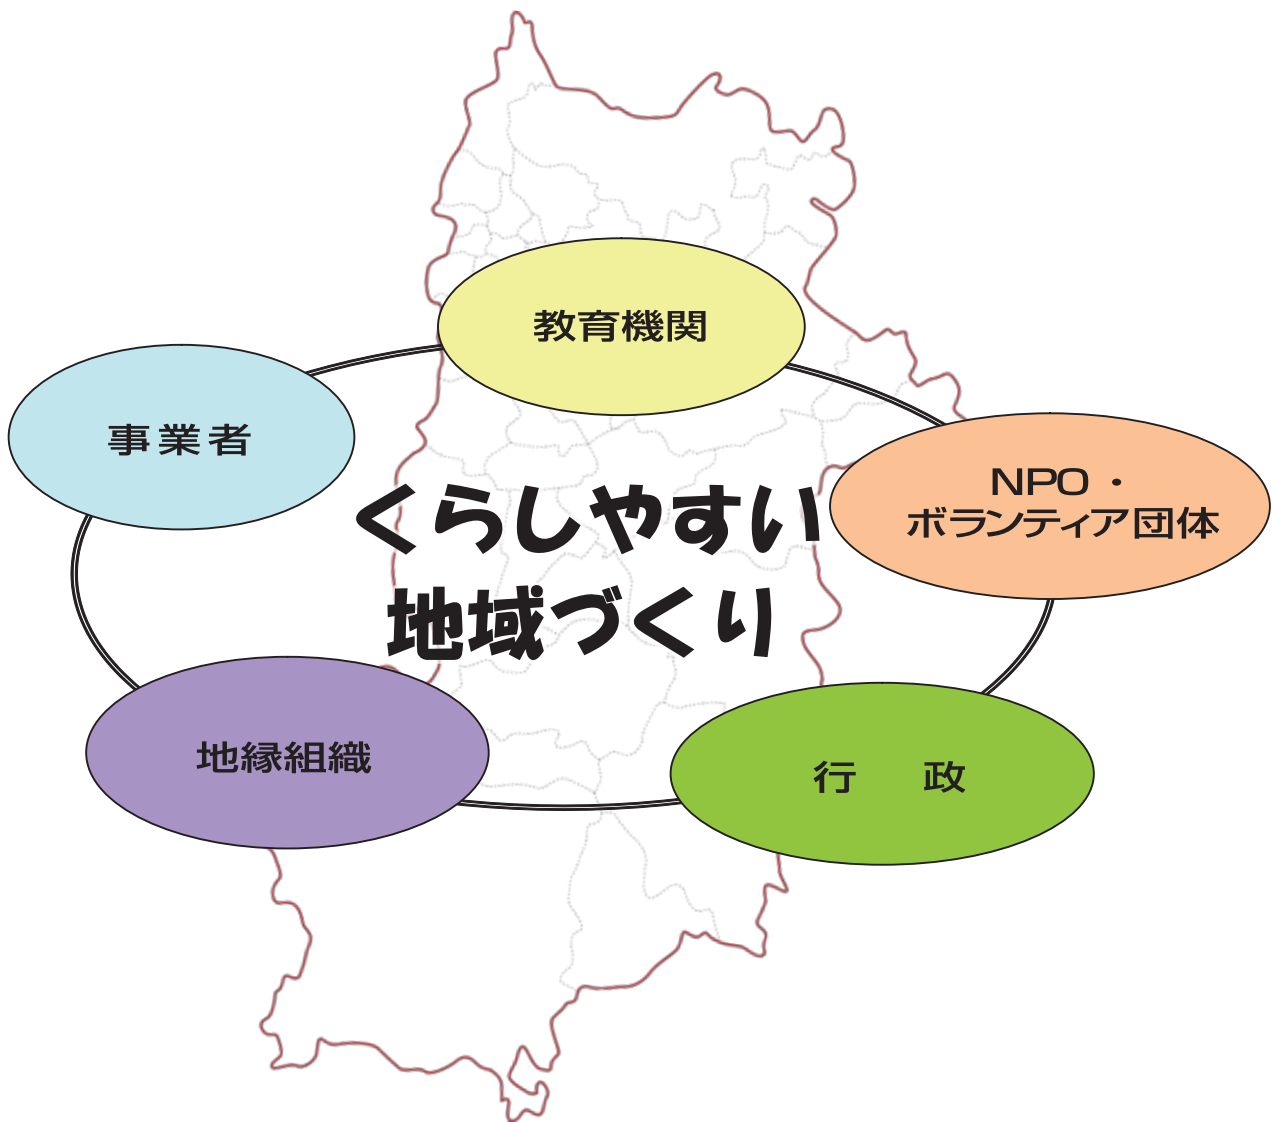 教育機関
事業者
NPO・
ボランティア団体
くらしやすい
地域づくり
地縁組織
行政